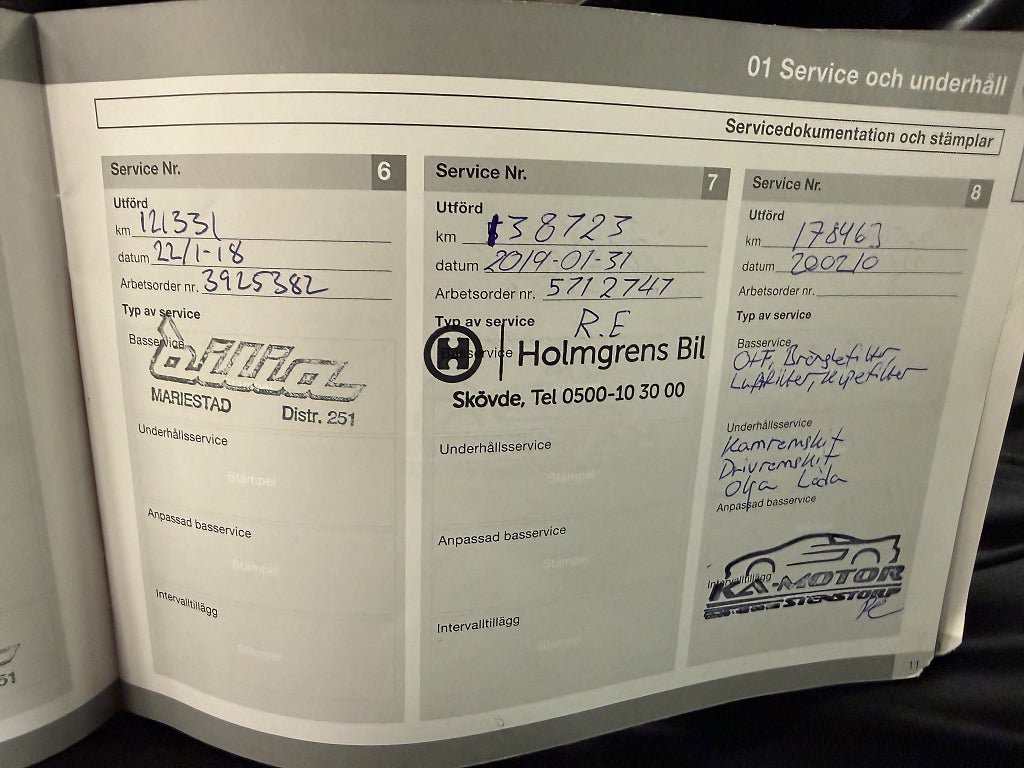 01 Service och underhåll
Servicedokumentation och stämplar
Service Nr. 6
Utförd
km 121331
datum 22/1-18
Arbetsorder nr. 3925382
Typ av service
Basservice
MARIESTAD Distr. 251
Underhållsservice
Stämpel
Anpassad basservice
Stämpel
Intervalltillägg
Stämpel
Service Nr. 7
Utförd
km 138723
datum 2019-01-31
Arbetsorder nr. 5712747
Typ av service R.E
Basservice
H Holmgrens Bil
Skövde, Tel 0500-10 30 00
Underhållsservice
Stämpel
Anpassad basservice
Stämpel
Intervalltillägg
Stämpel
Service Nr. 8
Utförd
km 178463
datum 200210
Arbetsorder nr.
Typ av service
Basservice
O+F, Bränslefilter
Luftfilter, Kupefilter
Underhållsservice
Kamremskit
Drivremskit
Olja Låda
Anpassad basservice
Intervalltillägg
KA-MOTOR
STENSTORP
11
51